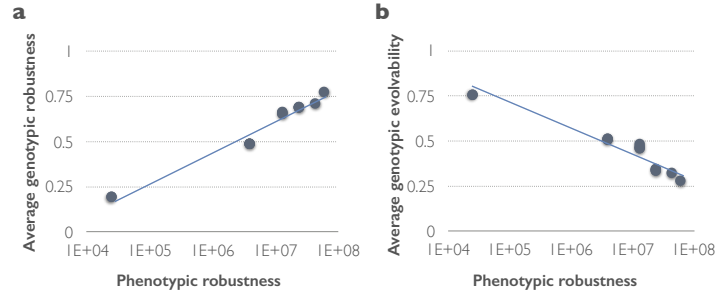 a
Average genotypic robustness
1
0.75
0.5
0.25
0
1E+04 1E+05 1E+06 1E+07 1E+08
Phenotypic robustness
b
Average genotypic evolvability
1
0.75
0.5
0.25
0
1E+04 1E+05 1E+06 1E+07 1E+08
Phenotypic robustness